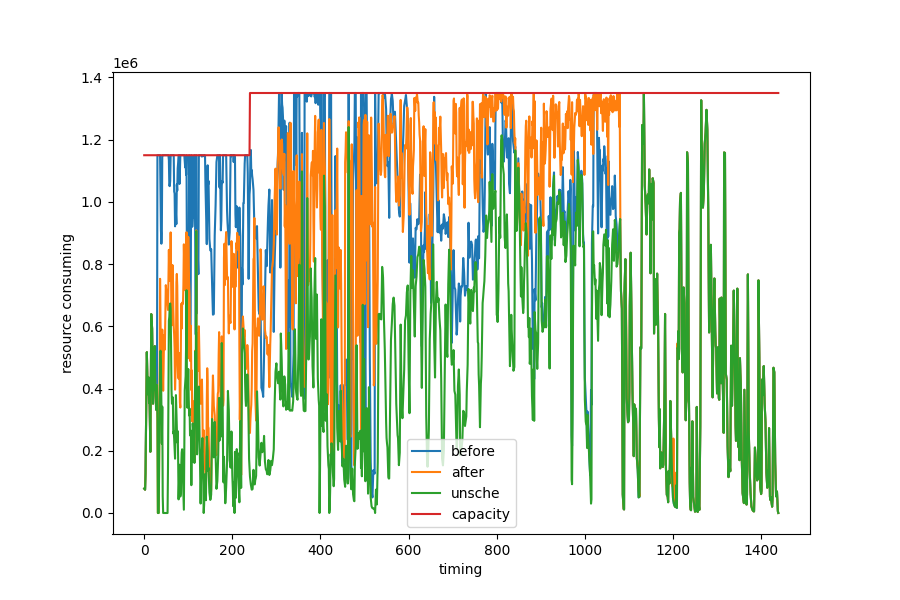 1e6
1.4
1.2
1.0
0.8
0.6
0.4
0.2
0.0
resource consuming
before
after
unsche
capacity
0 200 400 600 800 1000 1200 1400
timing